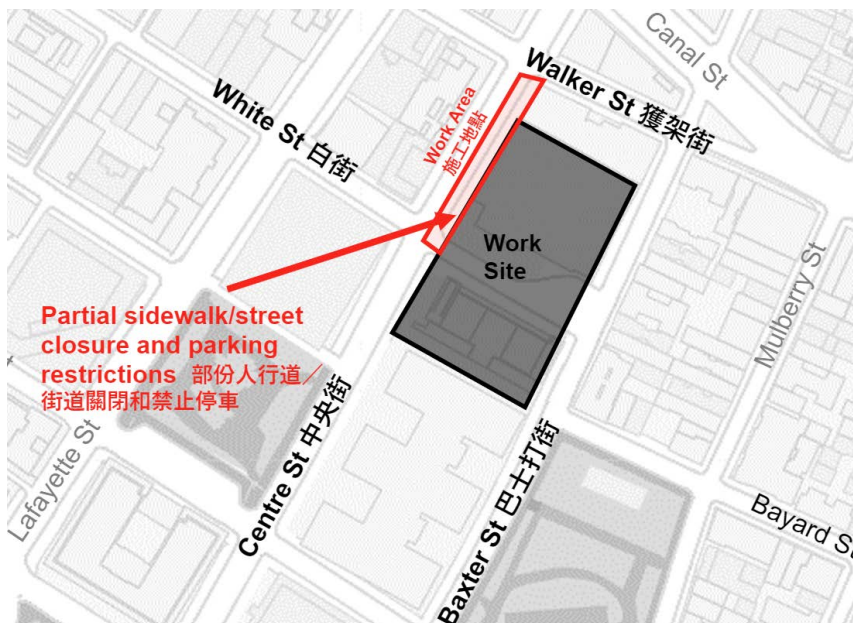 Canal St
Walker St 獲架街
White St 白街
Work Area
施工地點
Work
Site
Mulberry St
Partial sidewalk/street
closure and parking
restrictions 部份人行道／
街道關閉和禁止停車
Lafayette St
Centre St 中央街
Baxter St 巴士打街
Bayard St